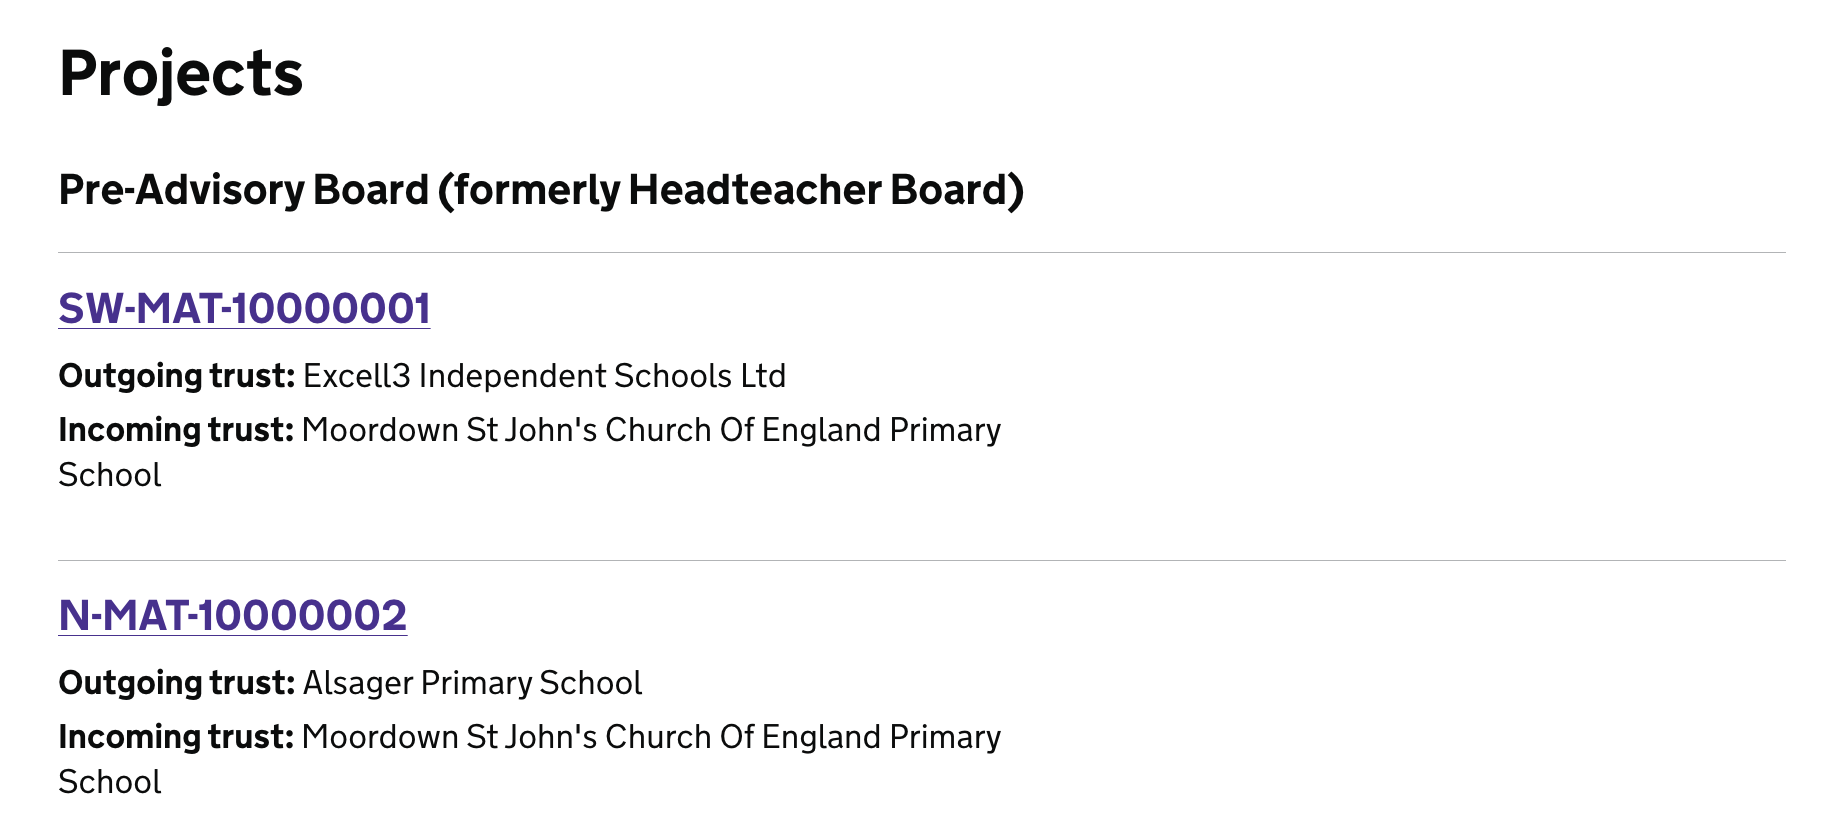 Projects
Pre-Advisory Board (formerly Headteacher Board)
SW-MAT-10000001
Outgoing trust: Excell3 Independent Schools Ltd
Incoming trust: Moordown St John's Church Of England Primary
School
N-MAT-10000002
Outgoing trust: Alsager Primary School
Incoming trust: Moordown St John's Church Of England Primary
School